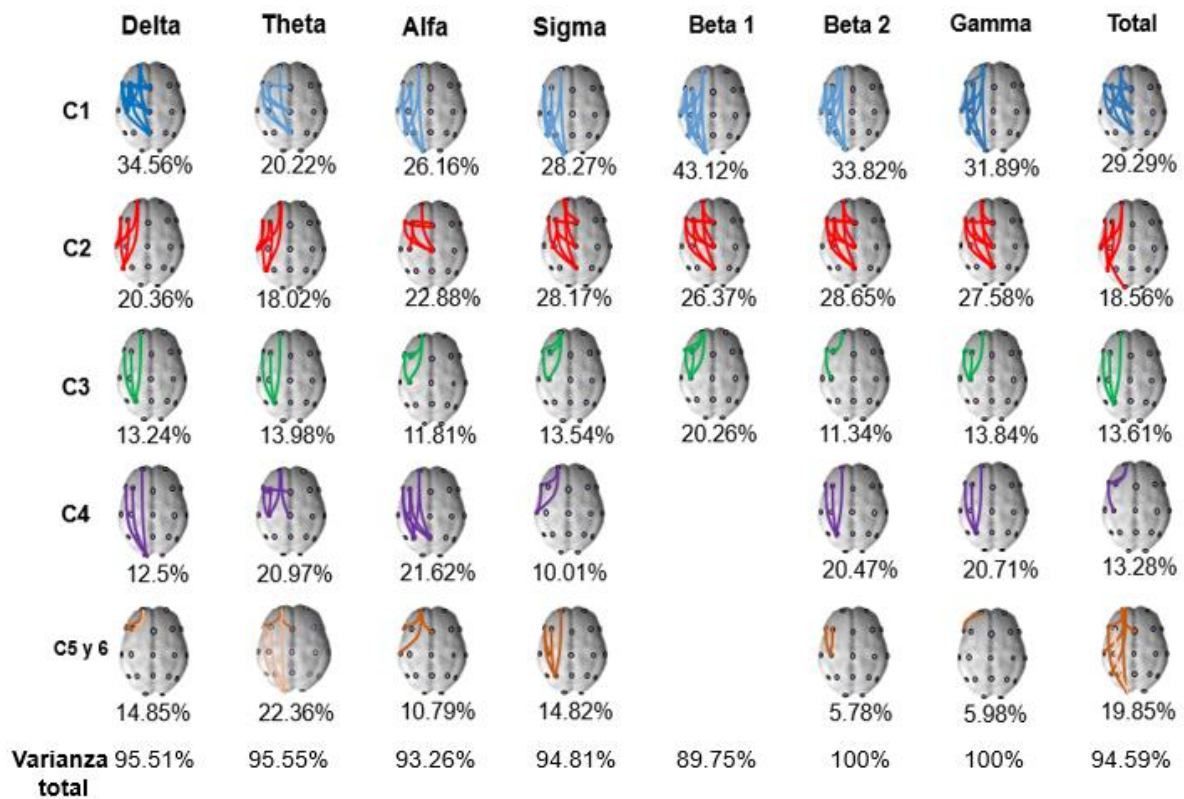 Delta Theta Alfa Sigma Beta 1 Beta 2 Gamma Total
C1
34.56% 20.22% 26.16% 28.27% 43.12% 33.82% 31.89% 29.29%
C2
20.36% 18.02% 22.88% 28.17% 26.37% 28.65% 27.58% 18.56%
C3
13.24% 13.98% 11.81% 13.54% 20.26% 11.34% 13.84% 13.61%
C4
12.5% 20.97% 21.62% 10.01% 20.47% 20.71% 13.28%
C5 y 6
14.85% 22.36% 10.79% 14.82% 5.78% 5.98% 19.85%
Varianza 95.51% 95.55% 93.26% 94.81% 89.75% 100% 100% 94.59%
total